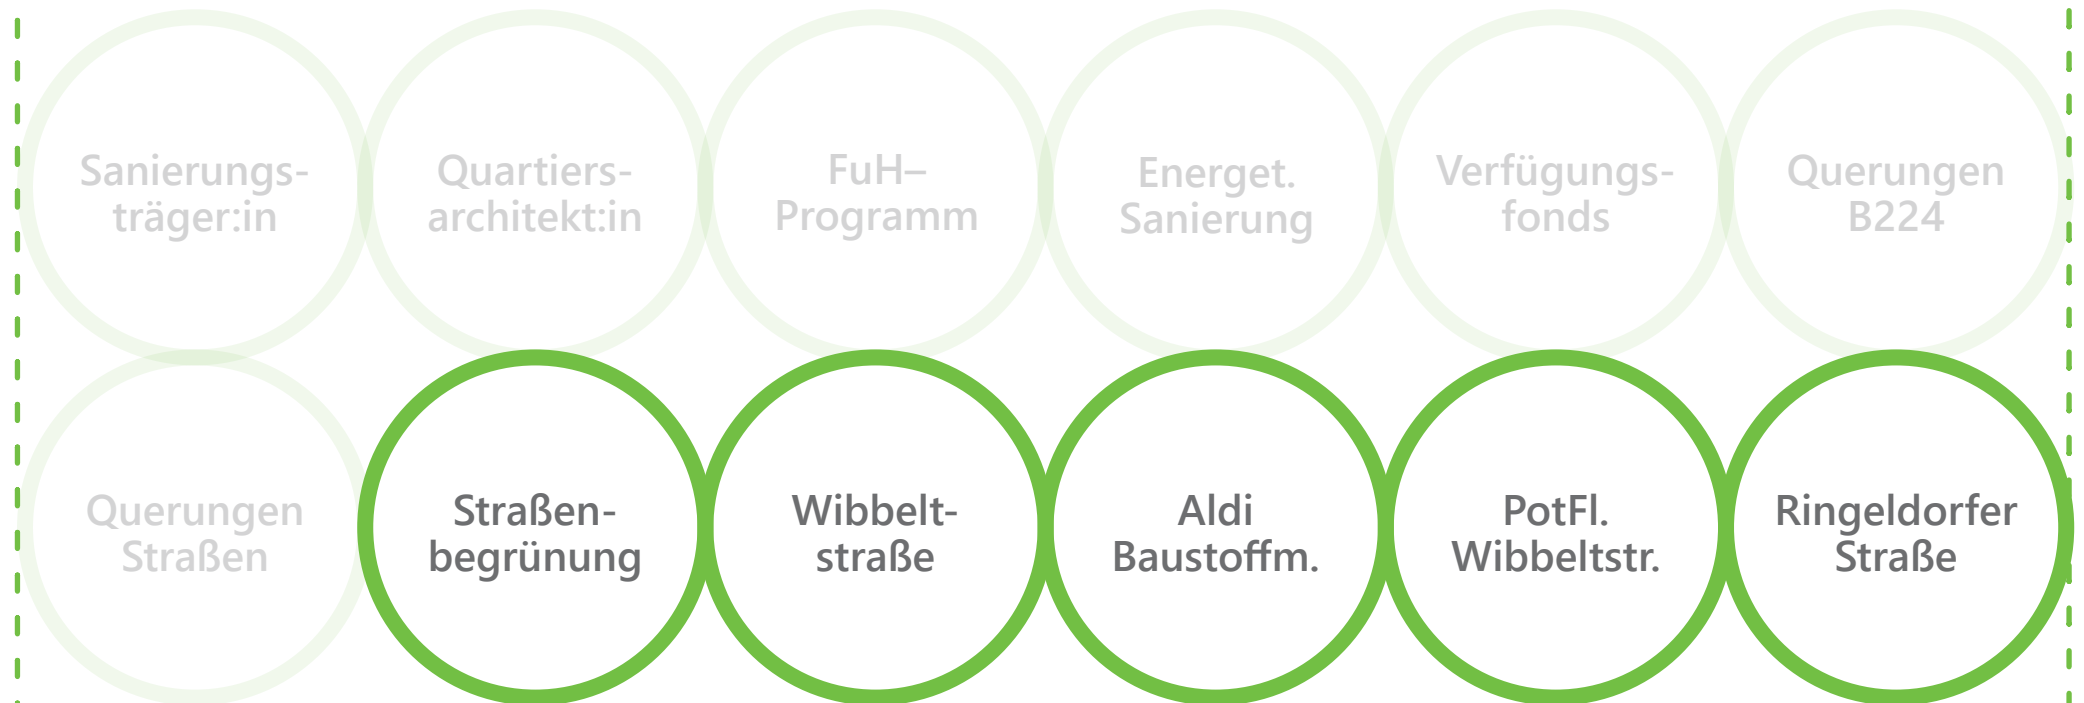 Sanierungs-
träger:in
Quartiers-
architekt:in
FuH–
Programm
Energet.
Sanierung
Verfügungs-
fonds
Querungen
B224
Querungen
Straßen
Straßen-
begrünung
Wibbelt-
straße
Aldi
Baustoffm.
PotFl.
Wibbeltstr.
Ringeldorfer
Straße